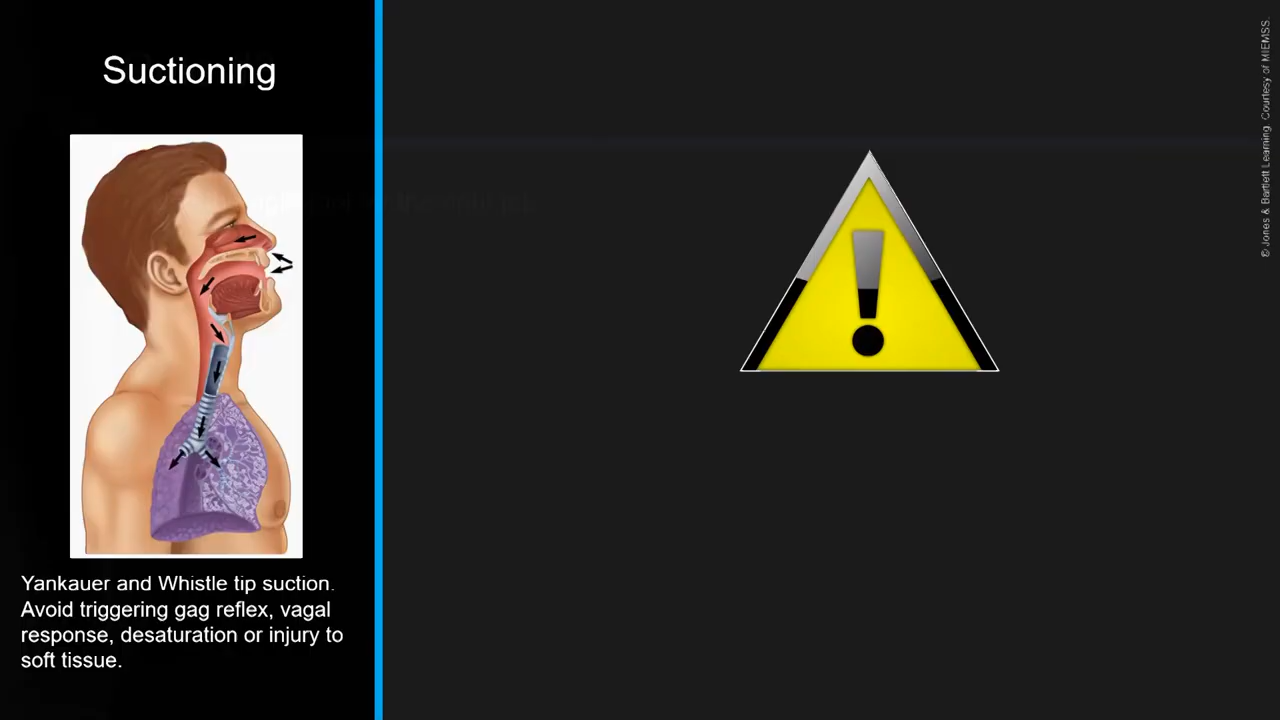 Suctioning
Yankauer and Whistle tip suction.
Avoid triggering gag reflex, vagal
response, desaturation or injury to
soft tissue.
© Jones & Bartlett Learning. Courtesy of MIEMSS.